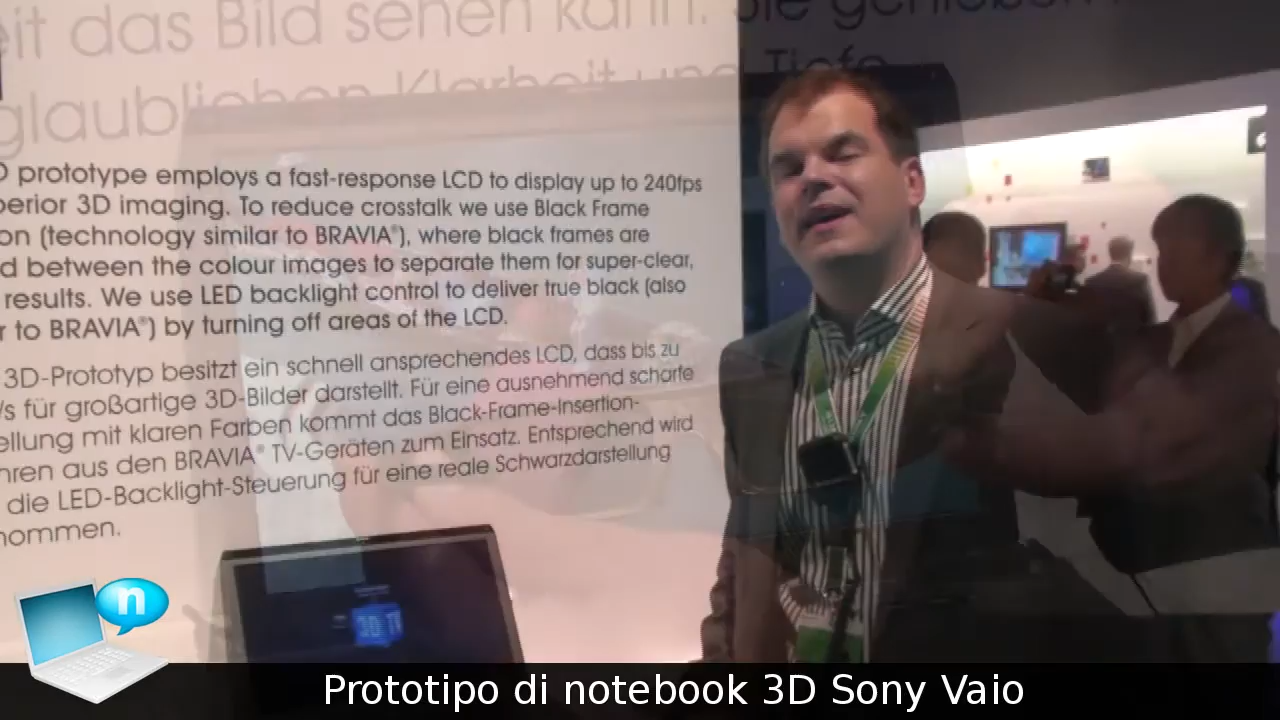 eit das Bild sehen kann. Sie genießen
glaublichen Klarheit und Tiefe
D prototype employs a fast-response LCD to display up to 240fps
perior 3D imaging. To reduce crosstalk we use Black Frame
on (technology similar to BRAVIA®), where black frames are
d between the colour images to separate them for super-clear,
results. We use LED backlight control to deliver true black (also
r to BRAVIA®) by turning off areas of the LCD.
3D-Prototyp besitzt ein schnell ansprechendes LCD, dass bis zu
/s für großartige 3D-Bilder darstellt. Für eine ausnehmend scharfe
ellung mit klaren Farben kommt das Black-Frame-Insertion-
hren aus den BRAVIA® TV-Geräten zum Einsatz. Entsprechend wird
die LED-Backlight-Steuerung für eine reale Schwarzdarstellung
nommen.
n
Prototipo di notebook 3D Sony Vaio